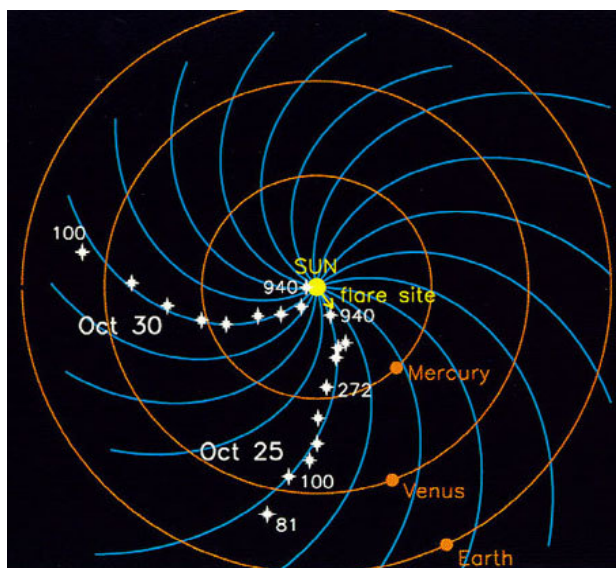 100
SUN
940
flare site
940
Oct 30
Mercury
272
Oct 25
100
Venus
81
Earth